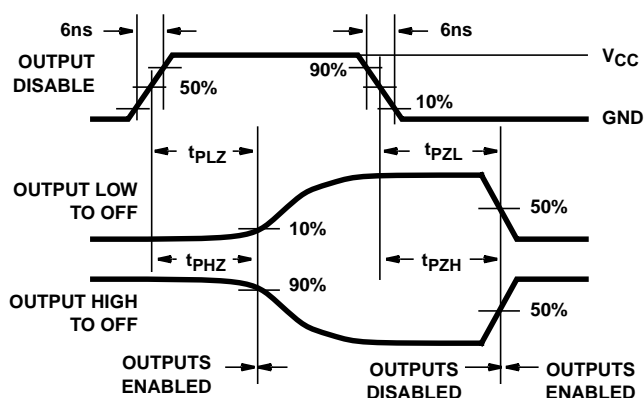 6ns
6ns
OUTPUT
DISABLE
90%
50%
10%
VCC
GND
tPLZ
tPZL
OUTPUT LOW
TO OFF
10%
50%
tPHZ
tPZH
OUTPUT HIGH
TO OFF
90%
50%
OUTPUTS
ENABLED
OUTPUTS
DISABLED
OUTPUTS
ENABLED